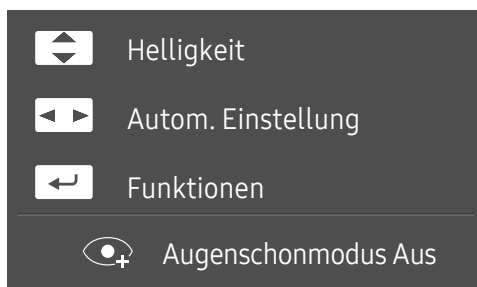 Helligkeit
Autom. Einstellung
Funktionen
Augenschonmodus Aus